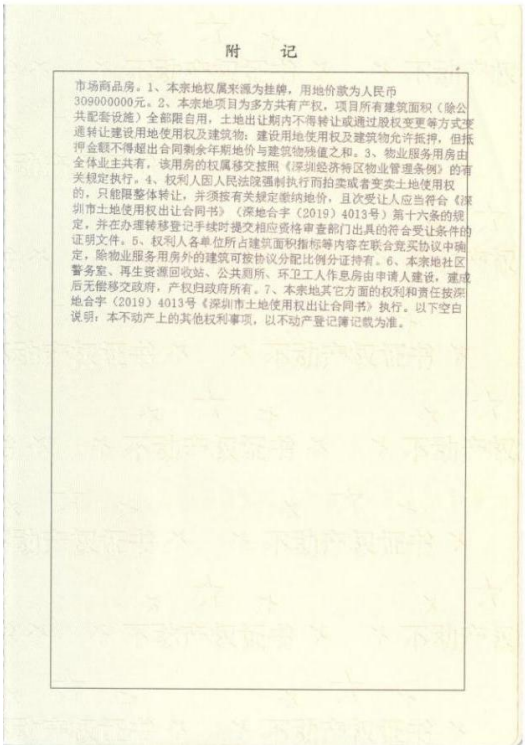 附 记
市场商品房。1、本宗地权属来源为挂牌，用地价款为人民币
309000000元。2、本宗地项目为多方共有产权，项目所有建筑面积（除公
共配套设施）全部限自用，土地出让期内不得转让或通过股权变更等方式变
通转让建设用地使用权及建筑物；建设用地使用权及建筑物允许抵押，但抵
押金额不得超出合同剩余年期地价与建筑物残值之和。3、物业服务用房由
全体业主共有，该用房的权属移交按照《深圳经济特区物业管理条例》的有
关规定执行。4、权利人因人民法院强制执行而拍卖或者变卖土地使用权
的，只能限整体转让，并须按有关规定缴纳地价，且次受让人应当符合《深
圳市土地使用权出让合同书》（深地合字（2019）4013号）第十六条的规
定，并在办理转移登记手续时提交相应资格审查部门出具的符合受让条件的
证明文件。5、权利人各单位所占建筑面积指标等内容在联合竞买协议中确
定，除物业服务用房外的建筑可按协议分配比例分证持有。6、本宗地社区
警务室、再生资源回收站、公共厕所、环卫工人作息房由申请人建设，建成
后无偿移交政府，产权归政府所有。7、本宗地其它方面的权利和责任按深
地合字（2019）4013号《深圳市土地使用权出让合同书》执行。以下空白
说明：本不动产上的其他权利事项，以不动产登记簿记载为准。